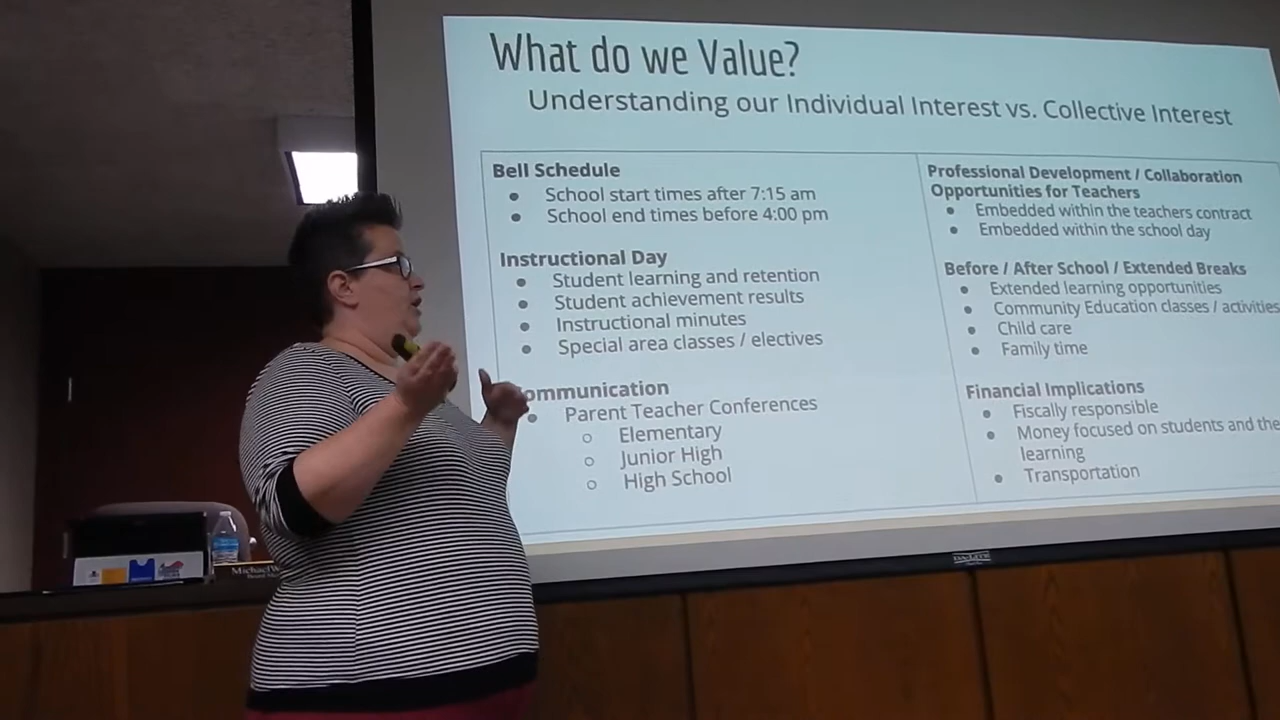 What do we Value?
Understanding our Individual Interest vs. Collective Interest
Bell Schedule
● School start times after 7:15 am
● School end times before 4:00 pm
Instructional Day
● Student learning and retention
● Student achievement results
● Instructional minutes
● Special area classes / electives
ommunication
● Parent Teacher Conferences
○ Elementary
○ Junior High
○ High School
Professional Development / Collaboration
Opportunities for Teachers
● Embedded within the teachers contract
● Embedded within the school day
Before / After School / Extended Breaks
● Extended learning opportunities
● Community Education classes / activities
● Child care
● Family time
Financial Implications
● Fiscally responsible
● Money focused on students and the
learning
● Transportation
Michael W